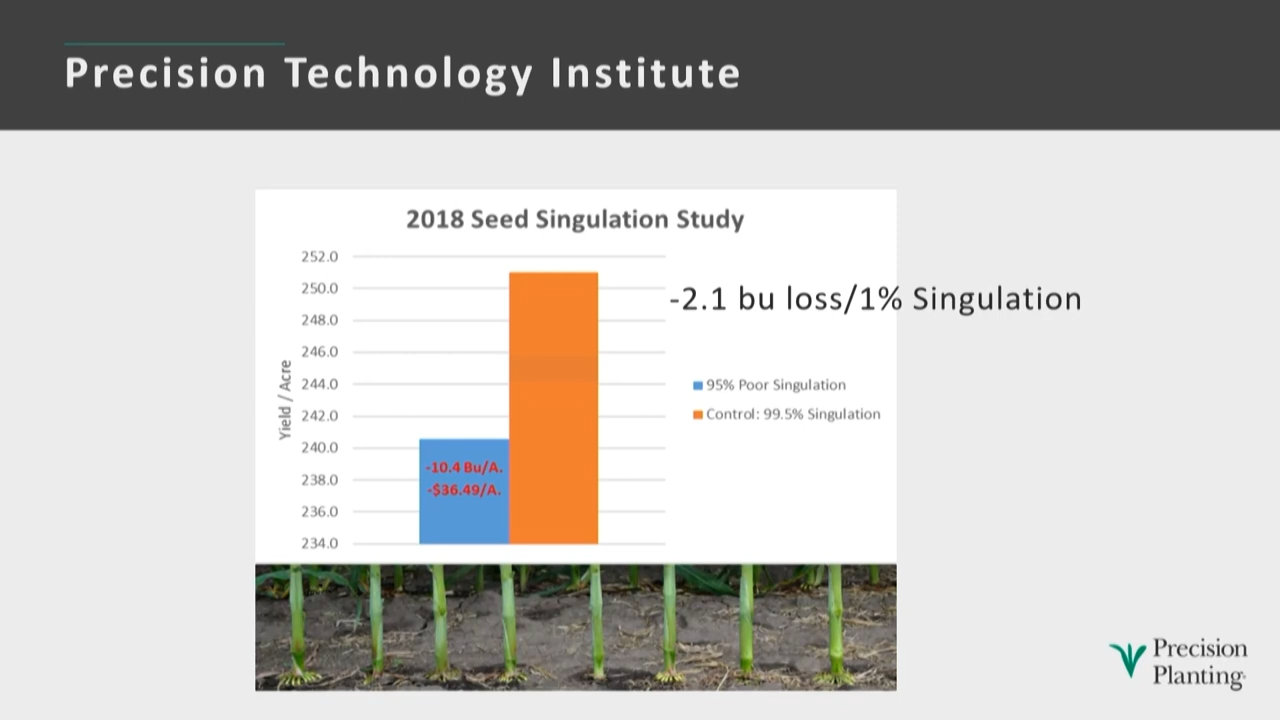 Precision Technology Institute
2018 Seed Singulation Study
252.0
250.0
248.0
246.0
244.0
242.0
240.0
238.0
236.0
234.0
Yield / Acre
-10.4 Bu/A.
-$36.49/A.
-2.1 bu loss/1% Singulation
95% Poor Singulation
Control: 99.5% Singulation
Precision
Planting